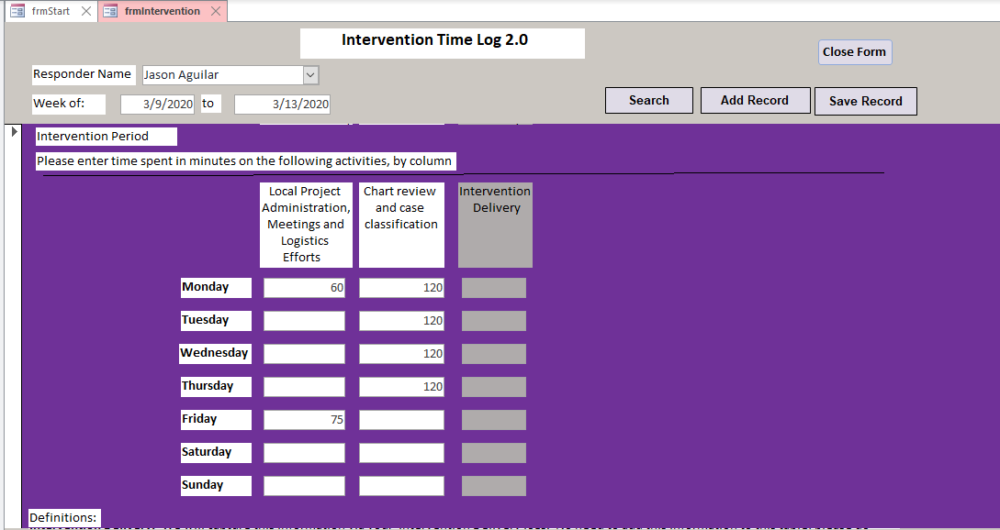 frmStart
frmIntervention
Intervention Time Log 2.0
Close Form
Responder Name
Jason Aguilar
Week of:
3/9/2020
to
3/13/2020
Search
Add Record
Save Record
Intervention Period
Please enter time spent in minutes on the following activities, by column
Local Project
Administration,
Meetings and
Logistics
Efforts
Chart review
and case
classification
Intervention
Delivery
Monday 60 120
Tuesday 120
Wednesday 120
Thursday 120
Friday 75
Saturday
Sunday
Definitions: